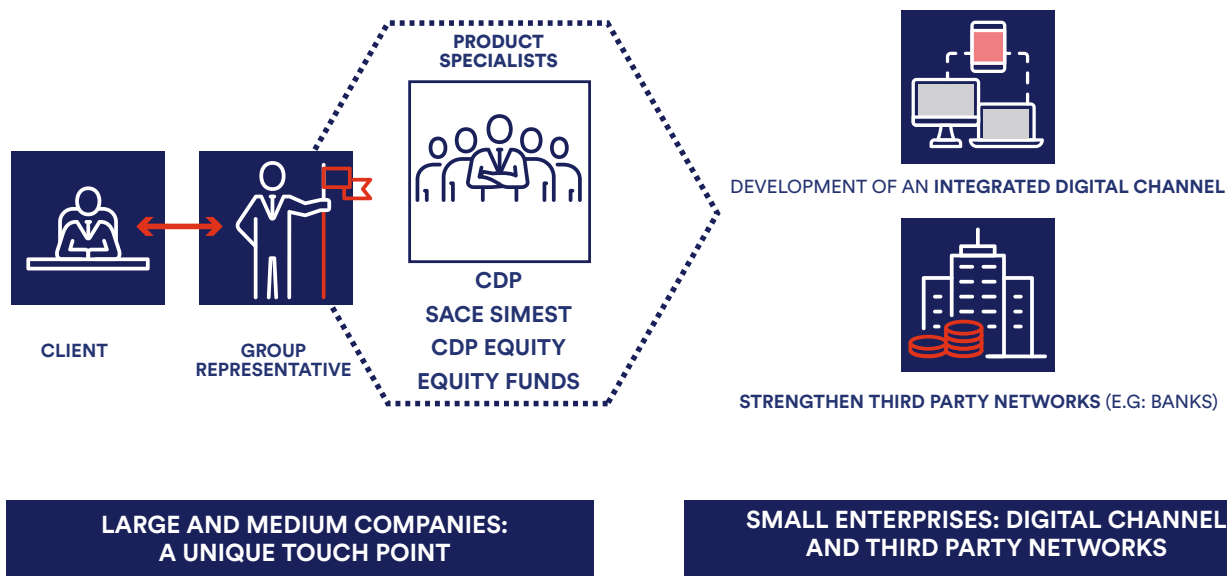 PRODUCT
SPECIALISTS
CLIENT
GROUP
REPRESENTATIVE
CDP
SACE SIMEST
CDP EQUITY
EQUITY FUNDS
DEVELOPMENT OF AN INTEGRATED DIGITAL CHANNEL
STRENGTHEN THIRD PARTY NETWORKS (E.G: BANKS)
LARGE AND MEDIUM COMPANIES:
A UNIQUE TOUCH POINT
SMALL ENTERPRISES: DIGITAL CHANNEL
AND THIRD PARTY NETWORKS